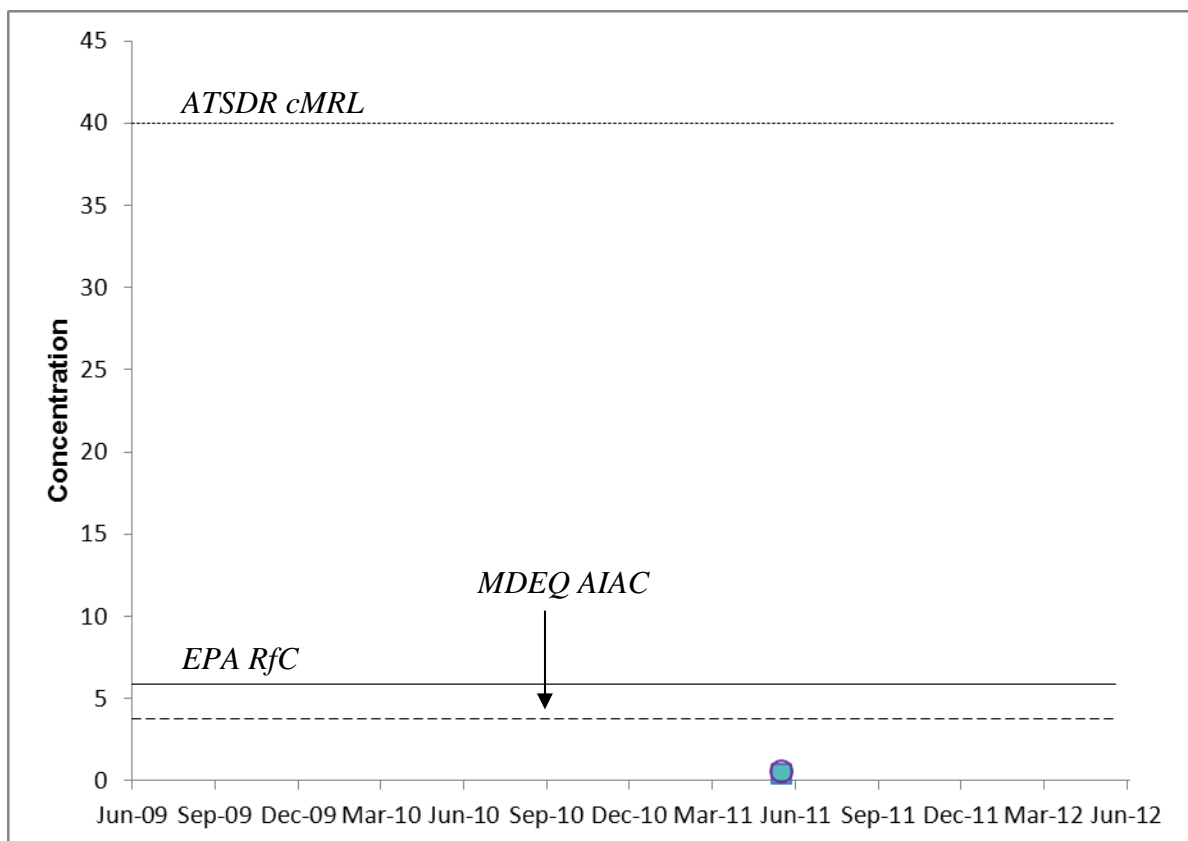 45
ATSDR cMRL
40
35
30
25
20
15
MDEQ AIAC
10
EPA RfC
5
0
Concentration
Jun-09 Sep-09 Dec-09 Mar-10 Jun-10 Sep-10 Dec-10 Mar-11 Jun-11 Sep-11 Dec-11 Mar-12 Jun-12